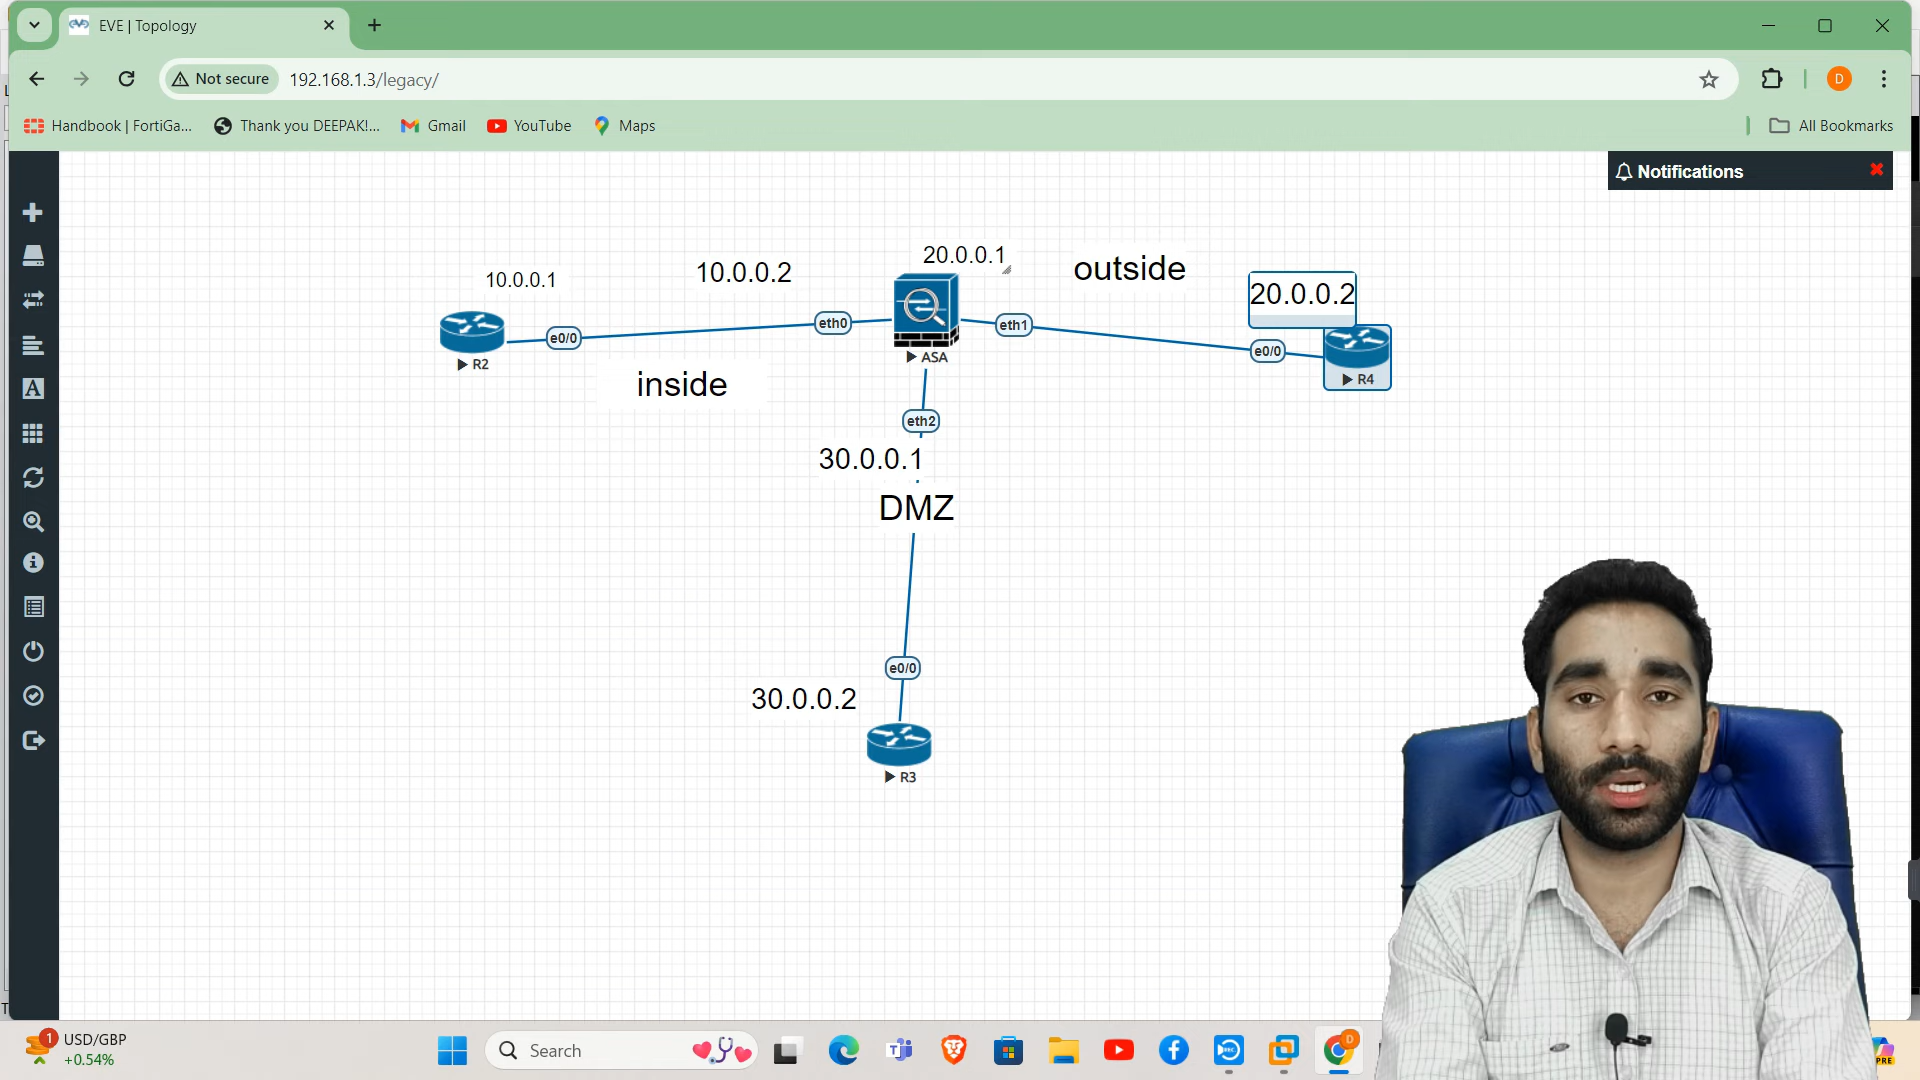 EVE | Topology
Not secure
192.168.1.3/legacy/
D
Handbook | FortiGa...
Thank you DEEPAK!...
Gmail
YouTube
Maps
All Bookmarks
Notifications
20.0.0.1
10.0.0.1
10.0.0.2
outside
20.0.0.2
eth0
eth1
e0/0
e0/0
ASA
R2
R4
inside
eth2
30.0.0.1
DMZ
e0/0
30.0.0.2
R3
1
USD/GBP
+0.54%
Search
D
PRE